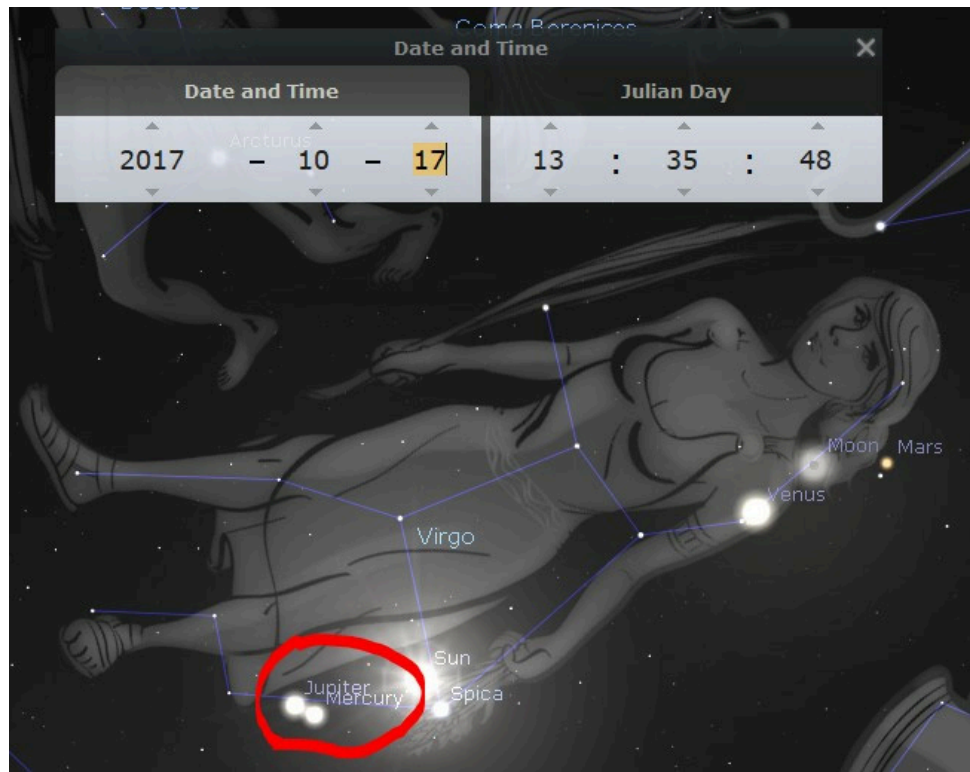 Coma Berenices
Date and Time
Date and Time
Julian Day
Arcturus
2017 – 10 – 17 13 : 35 : 48
Moon
Mars
Venus
Virgo
Sun
Jupiter
Mercury
Spica